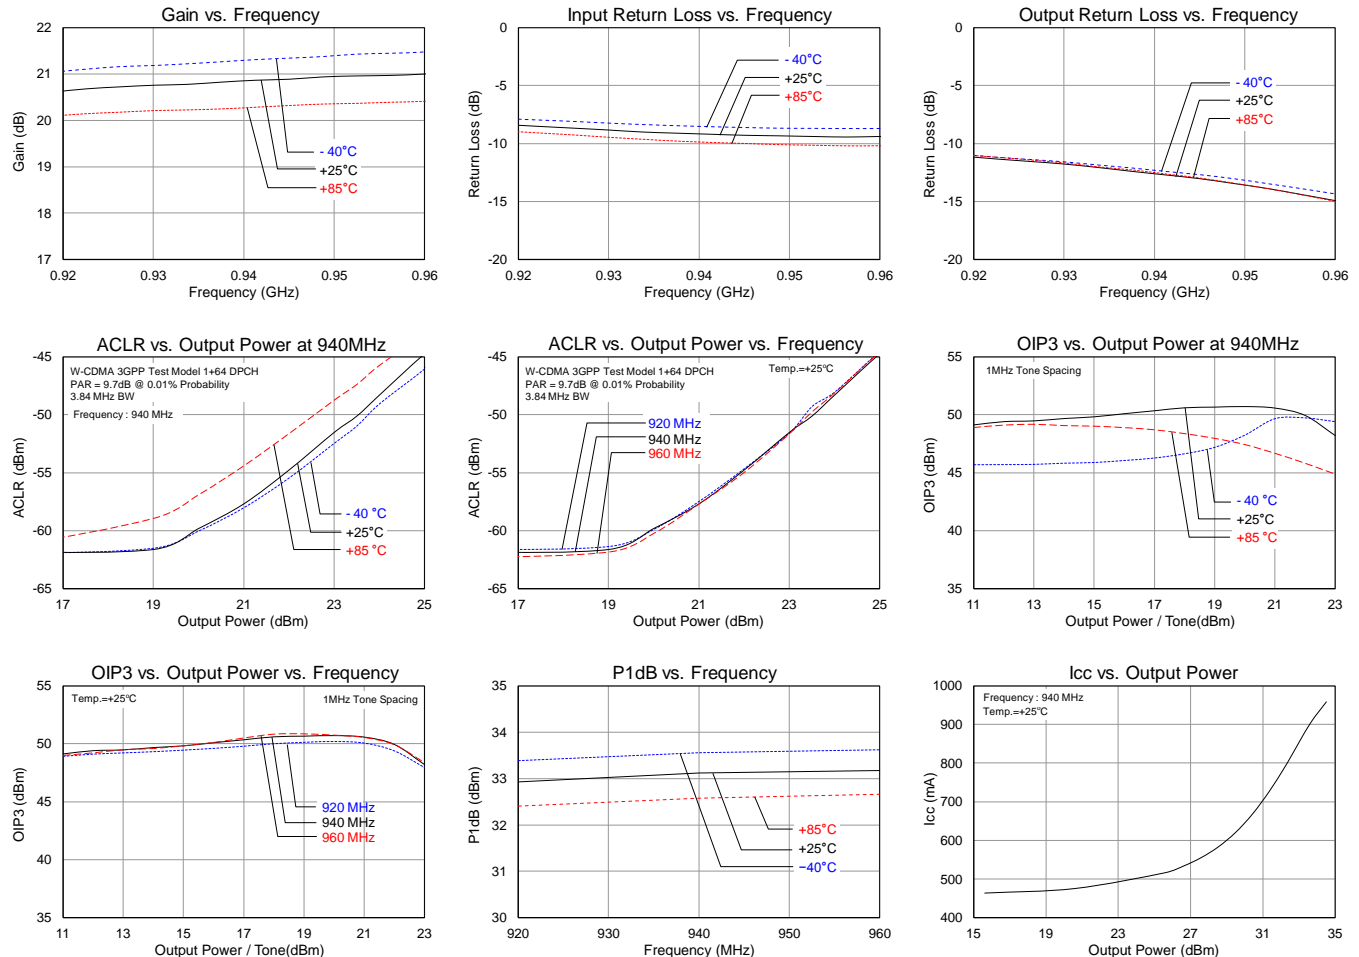 Gain vs. Frequency
22
21
20
19
18
17
Gain (dB)
- 40°C
+25°C
+85°C
0.92
0.93
0.94
0.95
0.96
Frequency (GHz)
Input Return Loss vs. Frequency
0
-5
-10
-15
-20
Return Loss (dB)
- 40°C
+25°C
+85°C
0.92
0.93
0.94
0.95
0.96
Frequency (GHz)
Output Return Loss vs. Frequency
0
-5
-10
-15
-20
Return Loss (dB)
- 40°C
+25°C
+85°C
0.92
0.93
0.94
0.95
0.96
Frequency (GHz)
ACLR vs. Output Power at 940MHz
-45
-50
-55
-60
-65
ACLR (dBm)
W-CDMA 3GPP Test Model 1+64 DPCH
PAR = 9.7dB @ 0.01% Probability
3.84 MHz BW
Frequency : 940 MHz
- 40 °C
+25°C
+85 °C
17
19
21
23
25
Output Power (dBm)
ACLR vs. Output Power vs. Frequency
-45
-50
-55
-60
-65
ACLR (dBm)
W-CDMA 3GPP Test Model 1+64 DPCH
PAR = 9.7dB @ 0.01% Probability
3.84 MHz BW
Temp.=+25°C
920 MHz
940 MHz
960 MHz
17
19
21
23
25
Output Power (dBm)
OIP3 vs. Output Power at 940MHz
55
50
45
40
35
OIP3 (dBm)
1MHz Tone Spacing
- 40 °C
+25°C
+85 °C
11
13
15
17
19
21
23
Output Power / Tone(dBm)
OIP3 vs. Output Power vs. Frequency
55
50
45
40
35
OIP3 (dBm)
Temp.=+25°C
1MHz Tone Spacing
920 MHz
940 MHz
960 MHz
11
13
15
17
19
21
23
Output Power / Tone(dBm)
P1dB vs. Frequency
35
34
33
32
31
30
P1dB (dBm)
+85°C
+25°C
−40°C
920
930
940
950
960
Frequency (MHz)
Icc vs. Output Power
1000
900
800
700
600
500
400
Icc (mA)
Frequency : 940 MHz
Temp.=+25°C
15
19
23
27
31
35
Output Power (dBm)